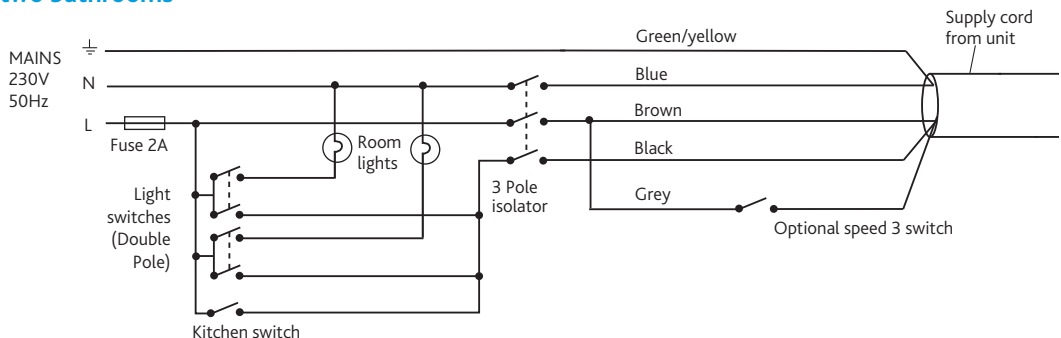 two bathrooms
Supply cord
from unit
Green/yellow
MAINS
230V
50Hz
N
Blue
L
Brown
Fuse 2A
Room
lights
Black
Light
switches
(Double
Pole)
3 Pole
isolator
Grey
Optional speed 3 switch
Kitchen switch